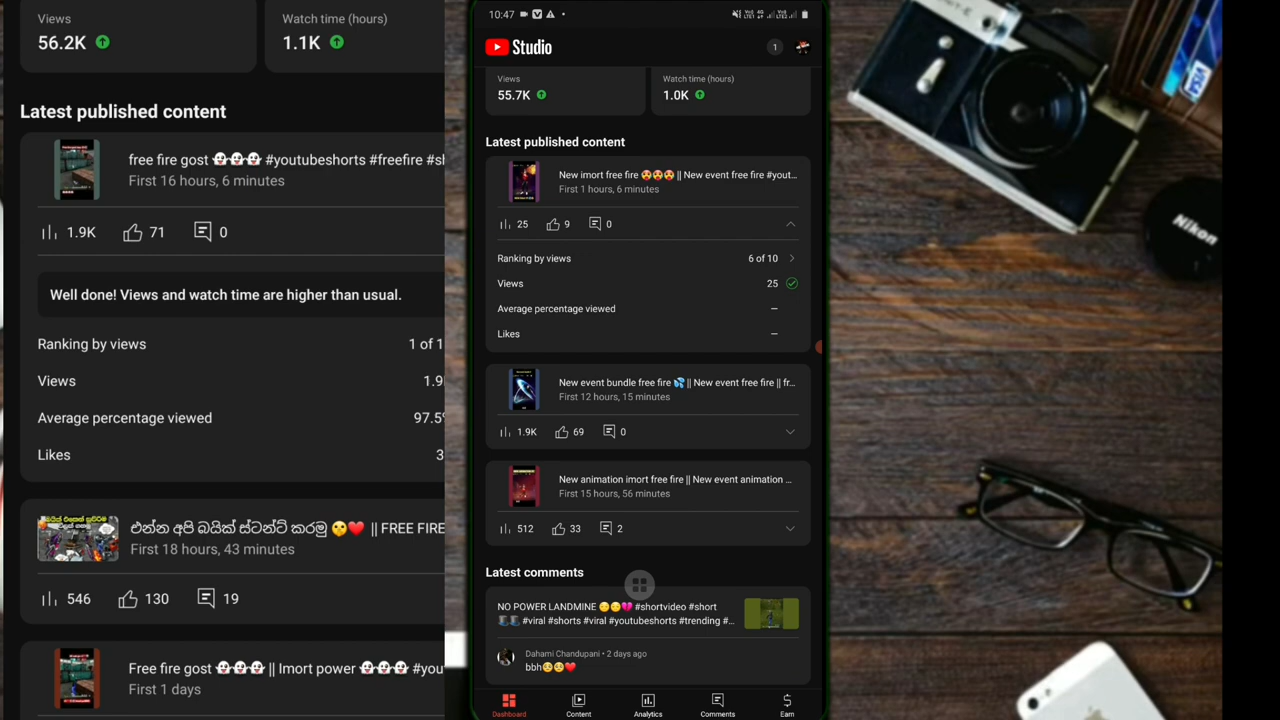 Views
56.2K
Watch time (hours)
1.1K
Latest published content
free fire gost 👻👻👻 #youtubeshorts #freefire #sh
First 16 hours, 6 minutes
1.9K 71 0
Well done! Views and watch time are higher than usual.
Ranking by views 1 of 1
Views 1.9
Average percentage viewed 97.5
Likes 3
එන්න අපි බයික් ස්ටන්ට් කරමු 🤫❤️ || FREE FIRE
First 18 hours, 43 minutes
546 130 19
Free fire gost 👻👻👻 || Imort power 👻👻👻 #you
First 1 days
10:47
Studio
1
Views
55.7K
Watch time (hours)
1.0K
Latest published content
New imort free fire 😍😍😍 || New event free fire #yout...
First 1 hours, 6 minutes
25 9 0
Ranking by views 6 of 10
Views 25
Average percentage viewed –
Likes –
New event bundle free fire 💦 || New event free fire || fr...
First 12 hours, 15 minutes
1.9K 69 0
New animation imort free fire || New event animation ...
First 15 hours, 56 minutes
512 33 2
Latest comments
NO POWER LANDMINE 😔😔💔 #shortvideo #short
#viral #shorts #viral #youtubeshorts #trending #...
Dahami Chandupani • 2 days ago
bbh🥺🥺❤️
Dashboard
Content
Analytics
Comments
Earn
Nikon
VISA